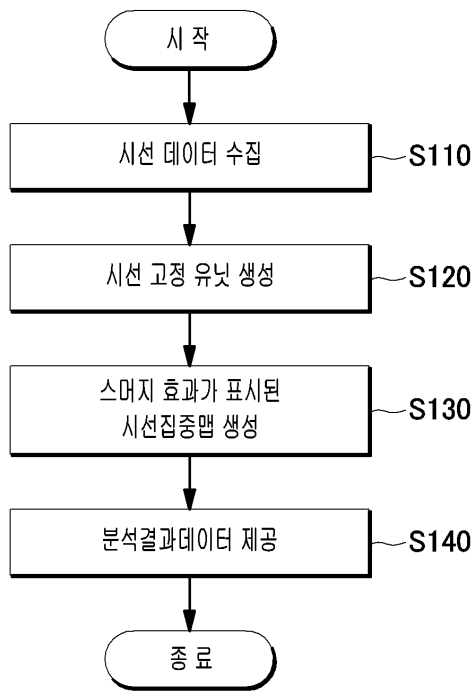 시 작
시선 데이터 수집
S110
시선 고정 유닛 생성
S120
스머지 효과가 표시된
시선집중맵 생성
S130
분석결과데이터 제공
S140
종 료